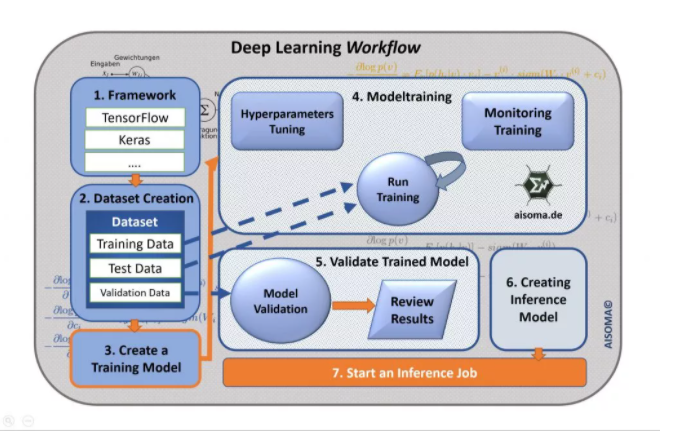 Deep Learning Workflow
Gewichtungen
Eingaben
1. Framework
TensorFlow
Keras
....
2. Dataset Creation
Dataset
Training Data
Test Data
Validation Data
3. Create a
Training Model
4. Modeltraining
Hyperparameters
Tuning
Monitoring
Training
Run
Training
Σ
aisoma.de
5. Validate Trained Model
Model
Validation
Review
Results
6. Creating
Inference
Model
7. Start an Inference Job
AISOMA©